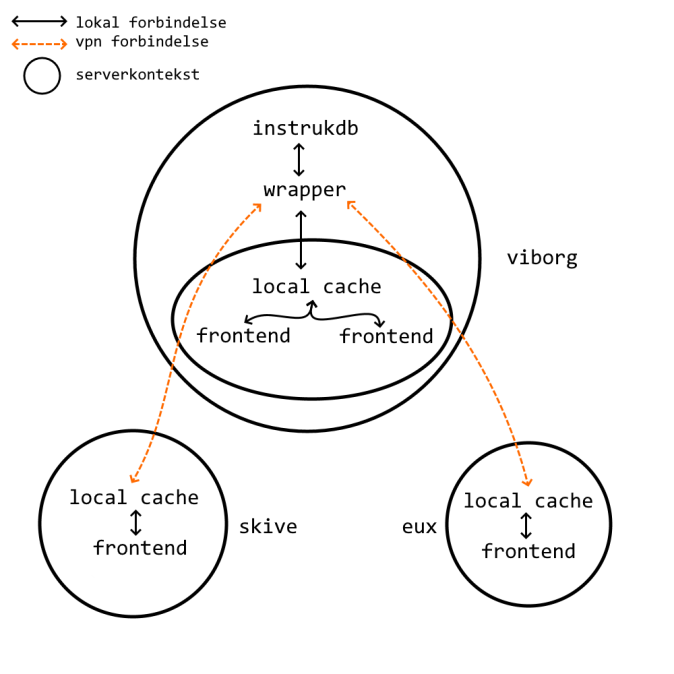 lokal forbindelse
vpn forbindelse
serverkontekst
instrukdb
wrapper
viborg
local cache
frontend frontend
local cache
frontend
skive
eux
local cache
frontend